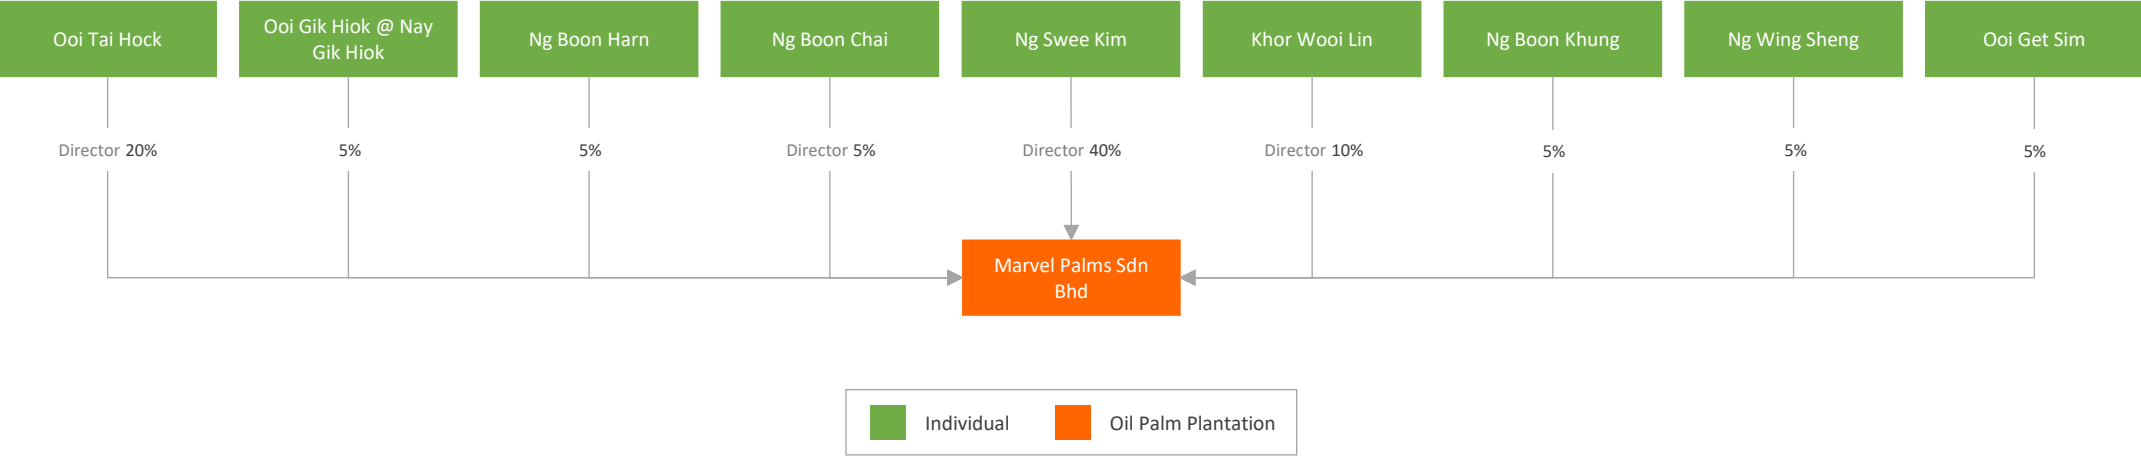 Ooi Tai Hock
Ooi Gik Hiok @ Nay
Gik Hiok
Ng Boon Harn
Ng Boon Chai
Ng Swee Kim
Khor Wooi Lin
Ng Boon Khung
Ng Wing Sheng
Ooi Get Sim
Director 20%
5%
5%
Director 5%
Director 40%
Director 10%
5%
5%
5%
Marvel Palms Sdn
Bhd
Individual
Oil Palm Plantation